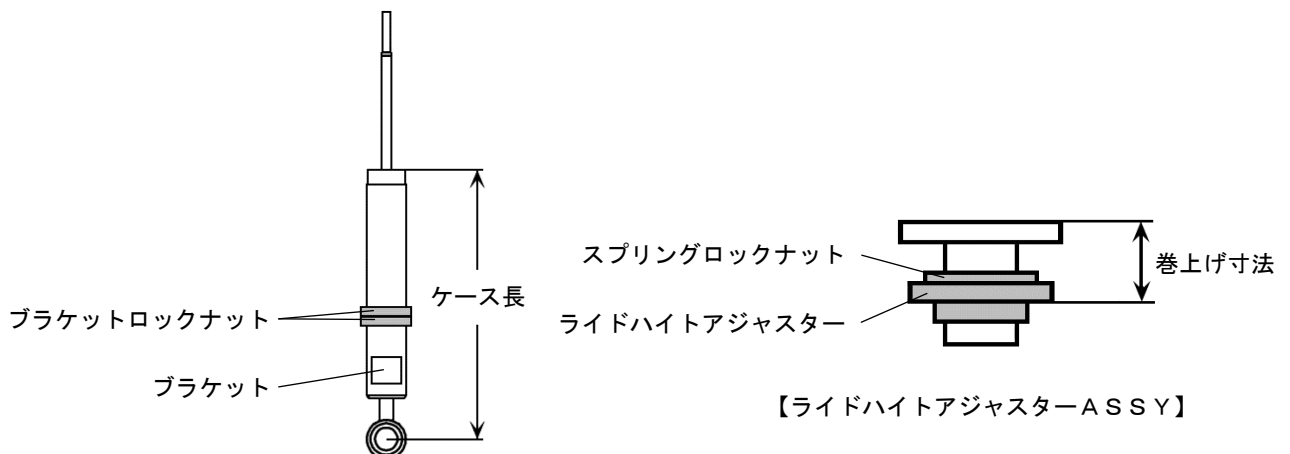 ケース長
ブラケットロックナット
ブラケット
スプリングロックナット
ライドハイトアジャスター
巻上げ寸法
【ライドハイトアジャスターＡＳＳＹ】